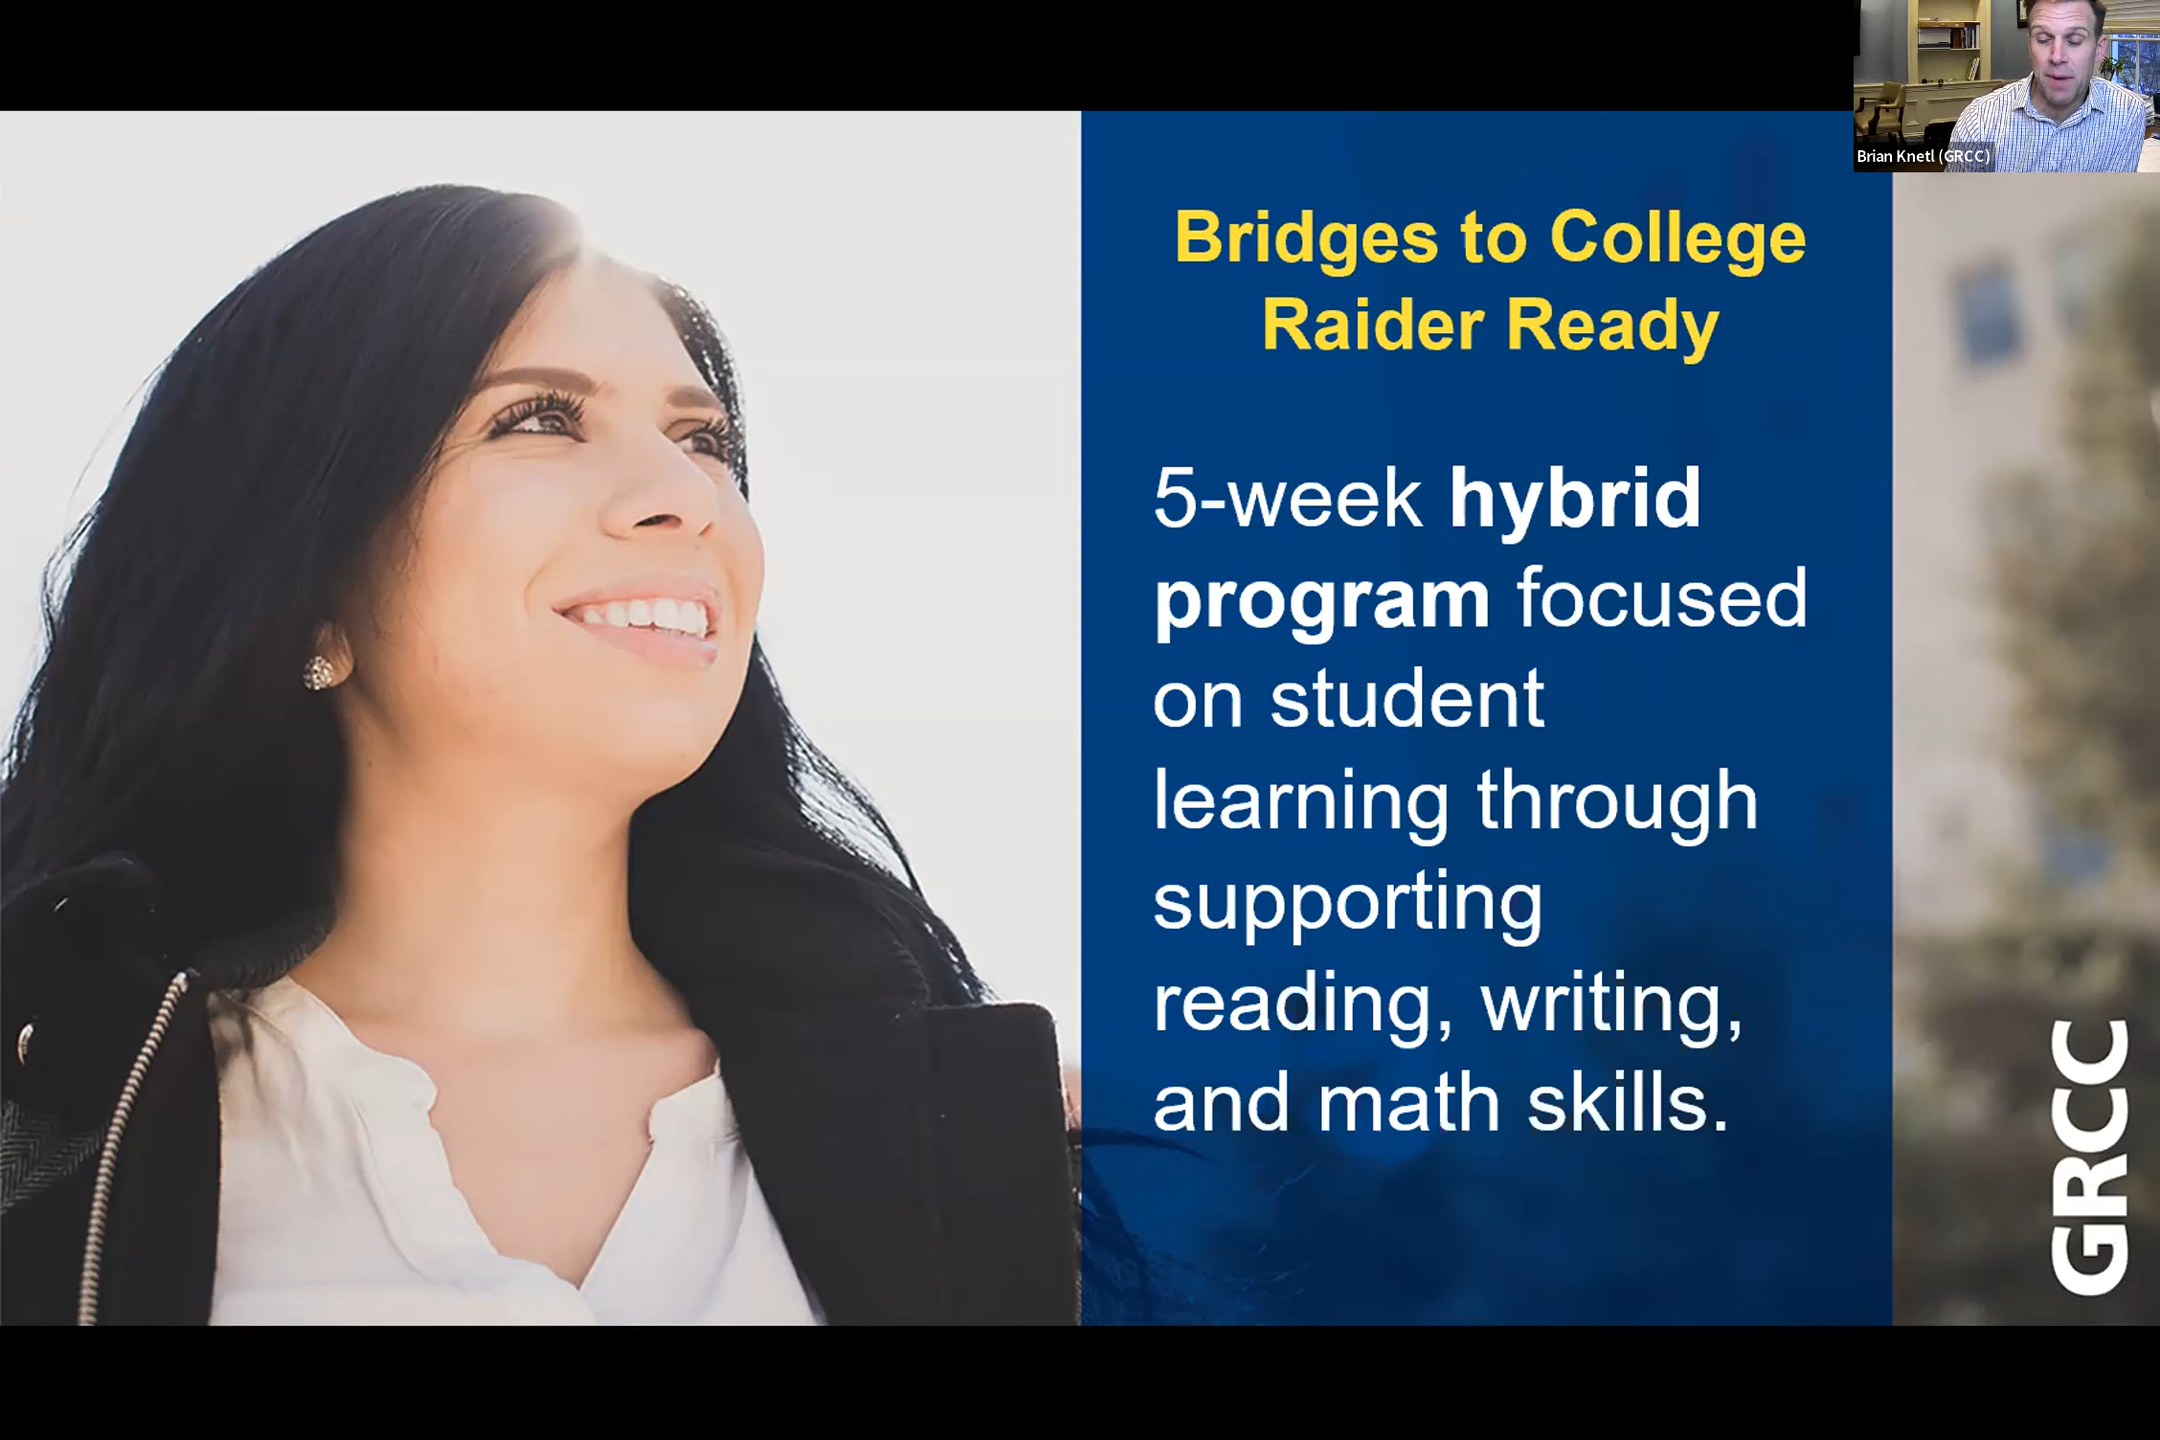 Brian Knetl (GRCC)
Bridges to College
Raider Ready
5-week hybrid
program focused
on student
learning through
supporting
reading, writing,
and math skills.
GRCC